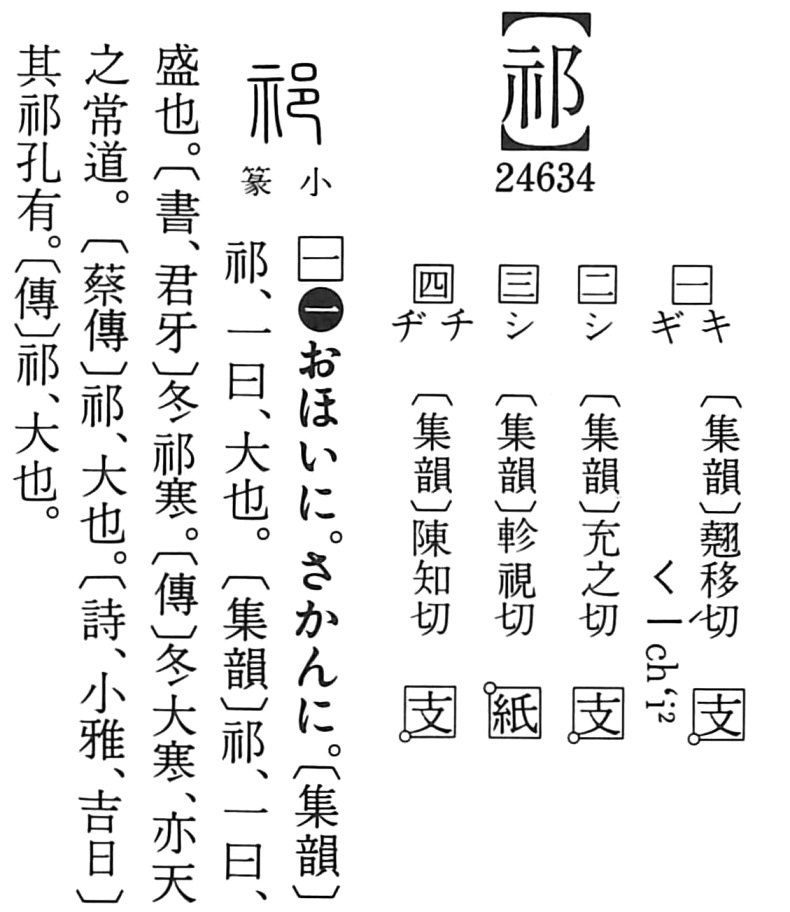 【祁】
24634
一 キ ギ 〔集韻〕翹移切 支
く一 ch‘i²
二 シ 〔集韻〕充之切 支
三 シ 〔集韻〕軫視切 紙
四 チ ヂ 〔集韻〕陳知切 支
小篆
一 一 おほいに。さかんに。〔集韻〕
祁、一曰、大也。〔集韻〕祁、一曰、
盛也。〔書、君牙〕冬祁寒。〔傳〕冬大寒、亦天
之常道。〔蔡傳〕祁、大也。〔詩、小雅、吉日〕
其祁孔有。〔傳〕祁、大也。